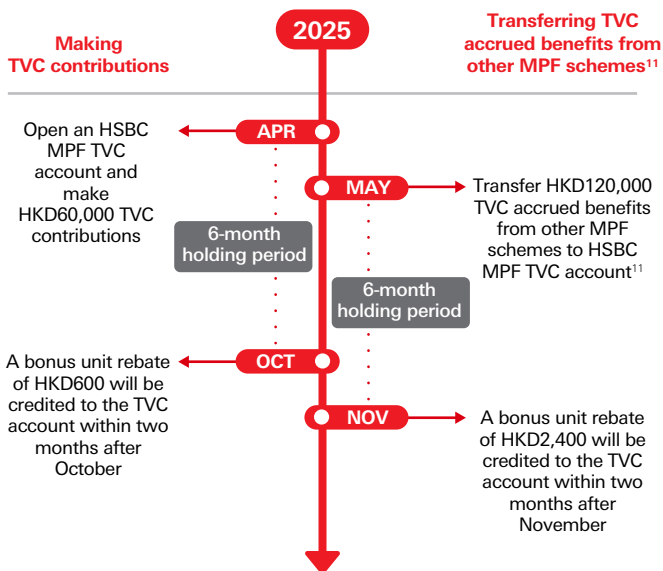 2025
Making
TVC contributions
Transferring TVC
accrued benefits from
other MPF schemes¹¹
APR
Open an HSBC
MPF TVC
account and
make
HKD60,000 TVC
contributions
MAY
Transfer HKD120,000
TVC accrued benefits
from other MPF
schemes to HSBC
MPF TVC account¹¹
6-month
holding period
6-month
holding period
OCT
A bonus unit rebate
of HKD600 will be
credited to the TVC
account within two
months after
October
NOV
A bonus unit rebate
of HKD2,400 will be
credited to the TVC
account within two
months after
November